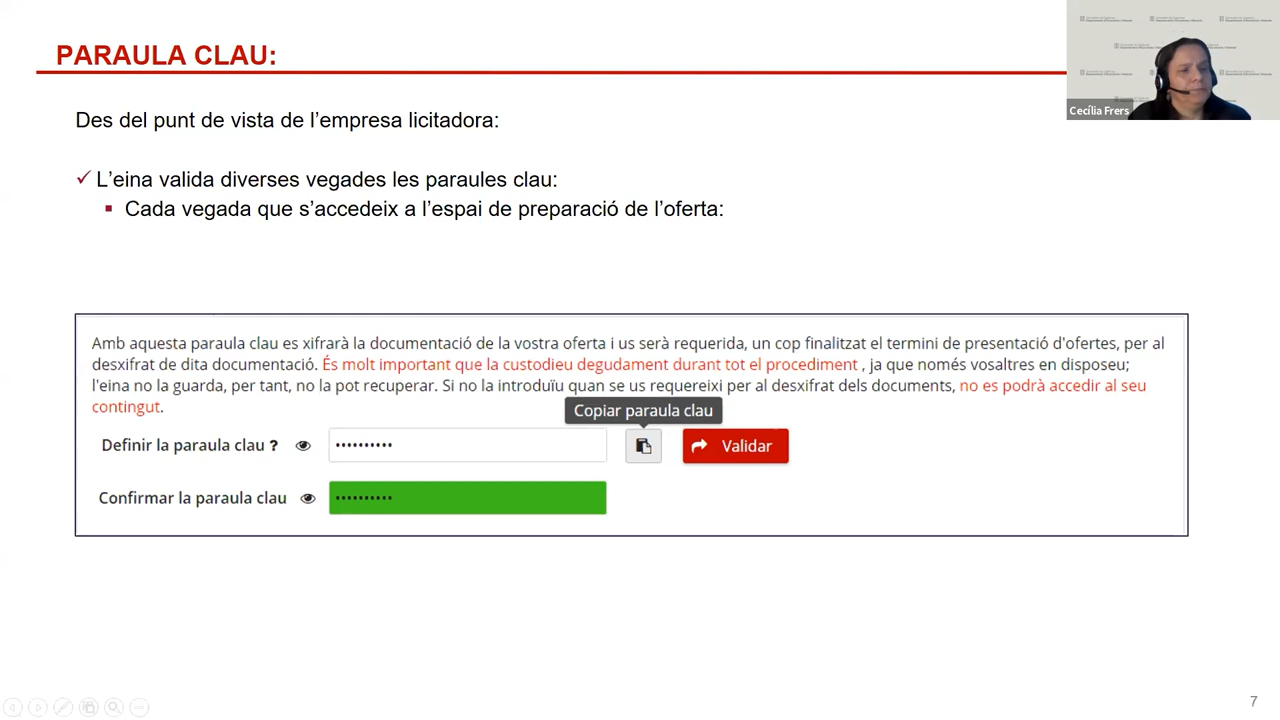 PARAULA CLAU:
Cecília Frers
Des del punt de vista de l'empresa licitadora:
✓ L'eina valida diverses vegades les paraules clau:
▪ Cada vegada que s'accedeix a l'espai de preparació de l'oferta:
Amb aquesta paraula clau es xifrarà la documentació de la vostra oferta i us serà requerida, un cop finalitzat el termini de presentació d'ofertes, per al
desxifrat de dita documentació. És molt important que la custodieu degudament durant tot el procediment , ja que només vosaltres en disposeu;
l'eina no la guarda, per tant, no la pot recuperar. Si no la introduïu quan se us requereixi per al desxifrat dels documents, no es podrà accedir al seu
contingut.
Copiar paraula clau
Definir la paraula clau ? •••••••••• Validar
Confirmar la paraula clau ••••••••••
7